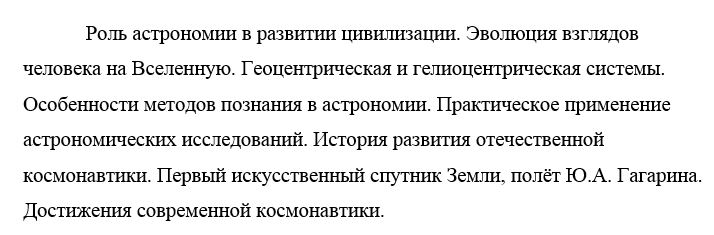 Роль астрономии в развитии цивилизации. Эволюция взглядов
человека на Вселенную. Геоцентрическая и гелиоцентрическая системы.
Особенности методов познания в астрономии. Практическое применение
астрономических исследований. История развития отечественной
космонавтики. Первый искусственный спутник Земли, полёт Ю.А. Гагарина.
Достижения современной космонавтики.